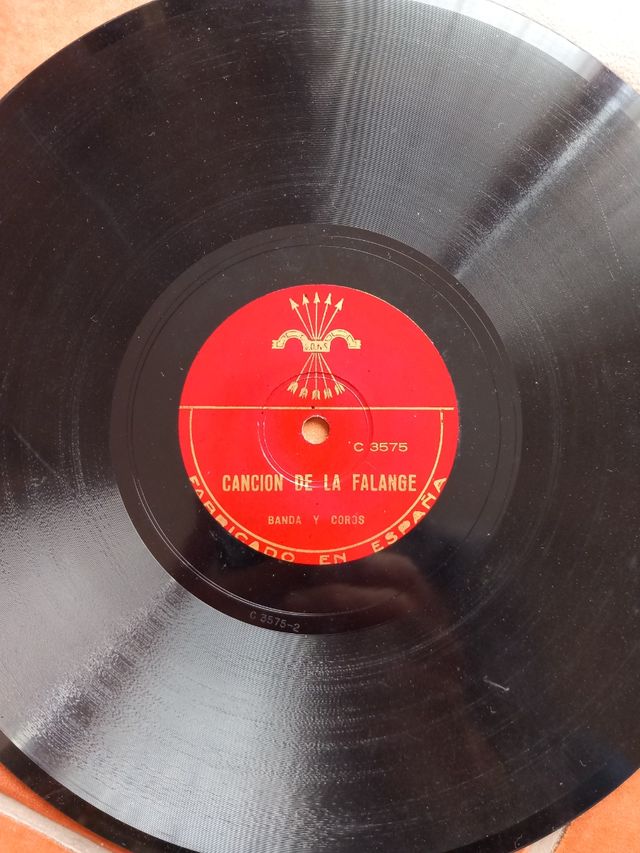 J.O.N.S
C 3575
CANCION DE LA FALANGE
BANDA Y COROS
FABRICADO EN ESPAÑA
C 3575-2